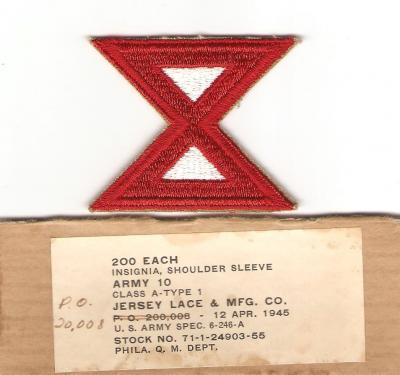 200 EACH
INSIGNIA, SHOULDER SLEEVE
ARMY 10
CLASS A-TYPE 1
JERSEY LACE & MFG. CO.
P.O. 20,008
P. O. 200,008 - 12 APR. 1945
U. S. ARMY SPEC. 6-246-A
STOCK NO. 71-1-24903-55
PHILA. Q. M. DEPT.